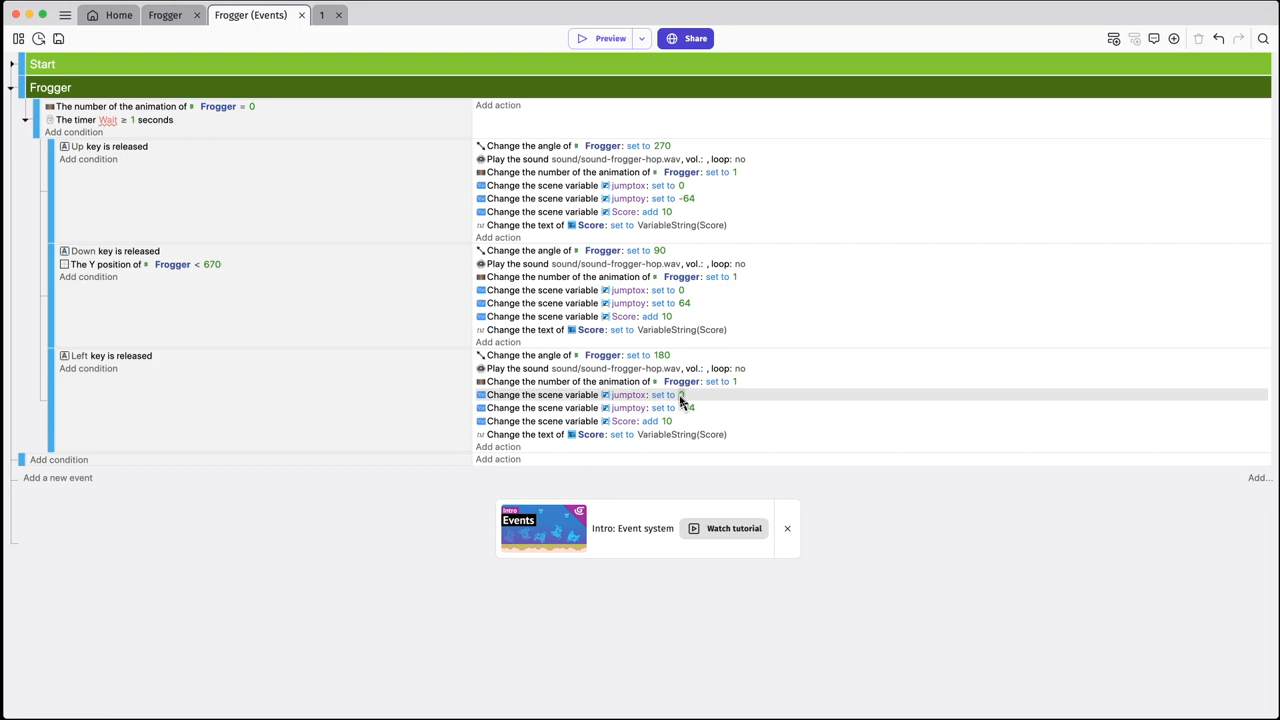 Home
Frogger
Frogger (Events)
1
Preview
Share
Start
Frogger
The number of the animation of Frogger = 0
Add action
The timer Wait ≥ 1 seconds
Add condition
Up key is released
Add condition
Change the angle of Frogger: set to 270
Play the sound sound/sound-frogger-hop.wav, vol.: , loop: no
Change the number of the animation of Frogger: set to 1
Change the scene variable jumptox: set to 0
Change the scene variable jumptoy: set to -64
Change the scene variable Score: add 10
Change the text of Score: set to VariableString(Score)
Add action
Down key is released
The Y position of Frogger < 670
Add condition
Change the angle of Frogger: set to 90
Play the sound sound/sound-frogger-hop.wav, vol.: , loop: no
Change the number of the animation of Frogger: set to 1
Change the scene variable jumptox: set to 0
Change the scene variable jumptoy: set to 64
Change the scene variable Score: add 10
Change the text of Score: set to VariableString(Score)
Add action
Left key is released
Add condition
Change the angle of Frogger: set to 180
Play the sound sound/sound-frogger-hop.wav, vol.: , loop: no
Change the number of the animation of Frogger: set to 1
Change the scene variable jumptox: set to
Change the scene variable jumptoy: set to
Change the scene variable Score: add 10
Change the text of Score: set to VariableString(Score)
Add action
Add condition
Add action
Add a new event
Add...
Intro
Events
Intro: Event system
Watch tutorial